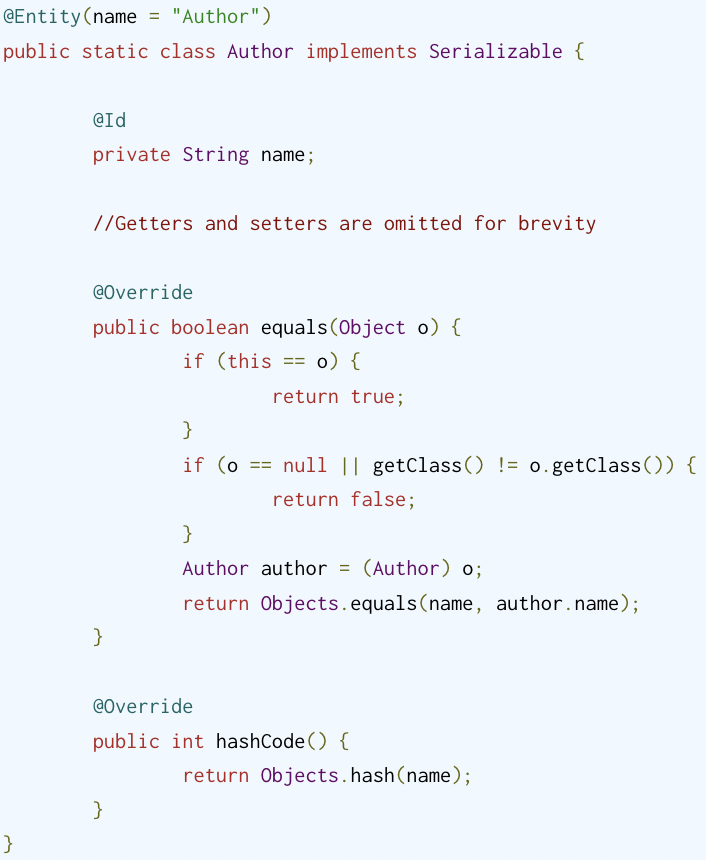 @Entity(name = "Author")
public static class Author implements Serializable {
@Id
private String name;
//Getters and setters are omitted for brevity
@Override
public boolean equals(Object o) {
if (this == o) {
return true;
}
if (o == null || getClass() != o.getClass()) {
return false;
}
Author author = (Author) o;
return Objects.equals(name, author.name);
}
@Override
public int hashCode() {
return Objects.hash(name);
}
}